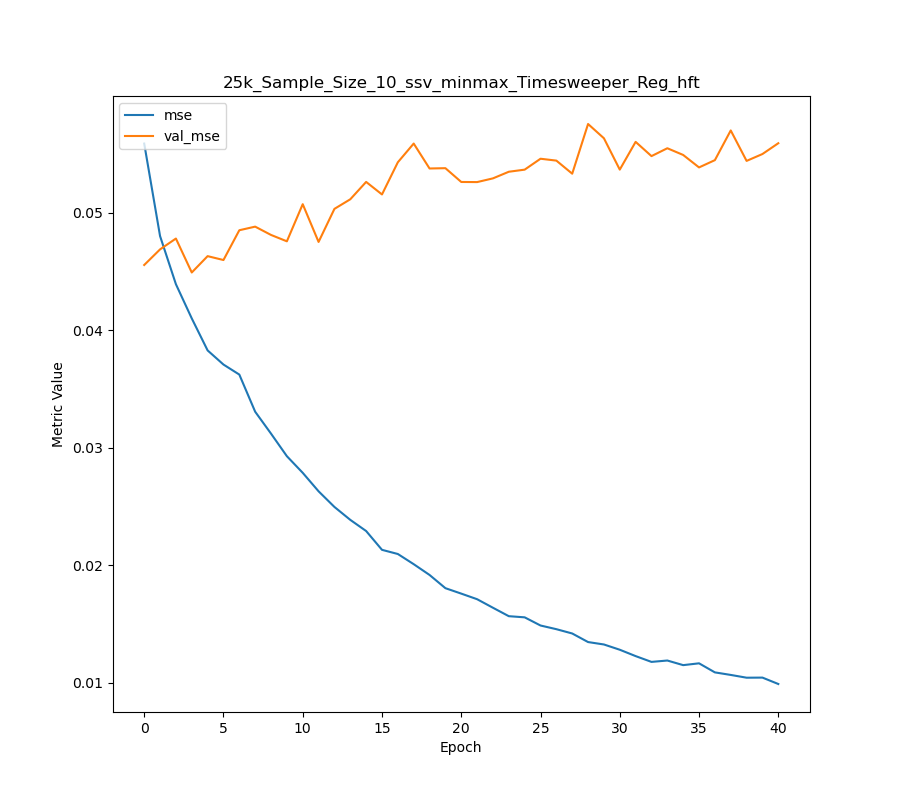 25k_Sample_Size_10_ssv_minmax_Timesweeper_Reg_hft
mse
val_mse
0.05
0.04
0.03
0.02
0.01
Metric Value
0 5 10 15 20 25 30 35 40
Epoch